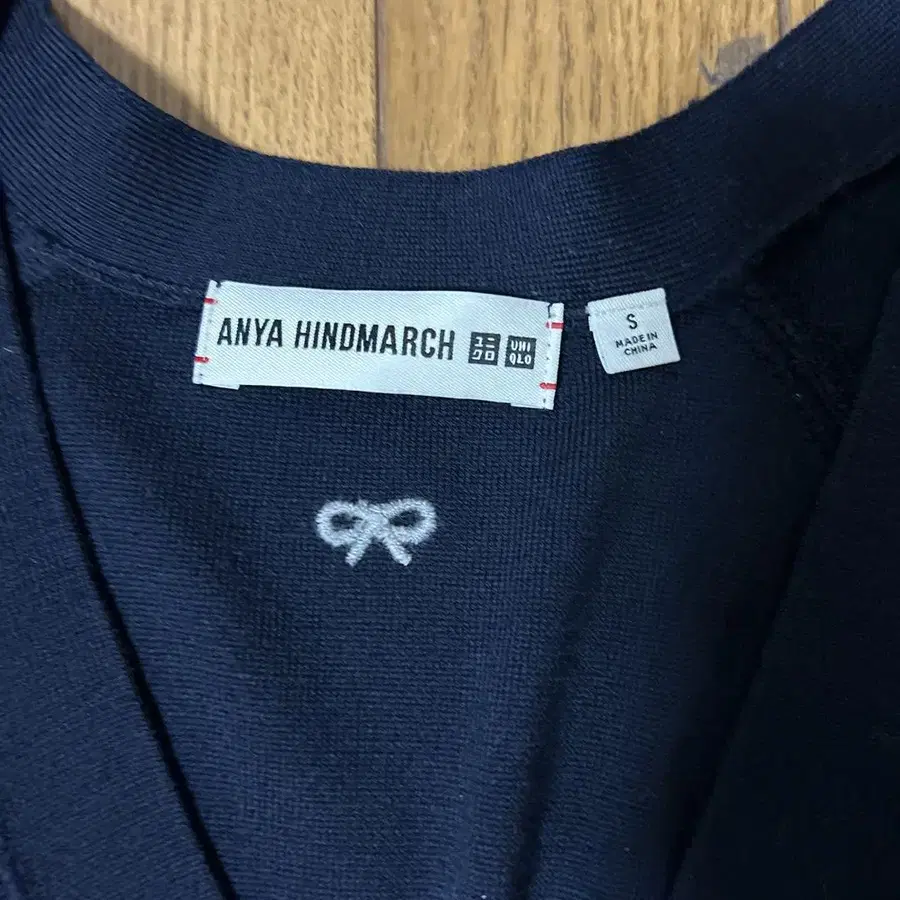 ANYA HINDMARCH
ユニ
クロ
UNI
QLO
S
MADE IN
CHINA